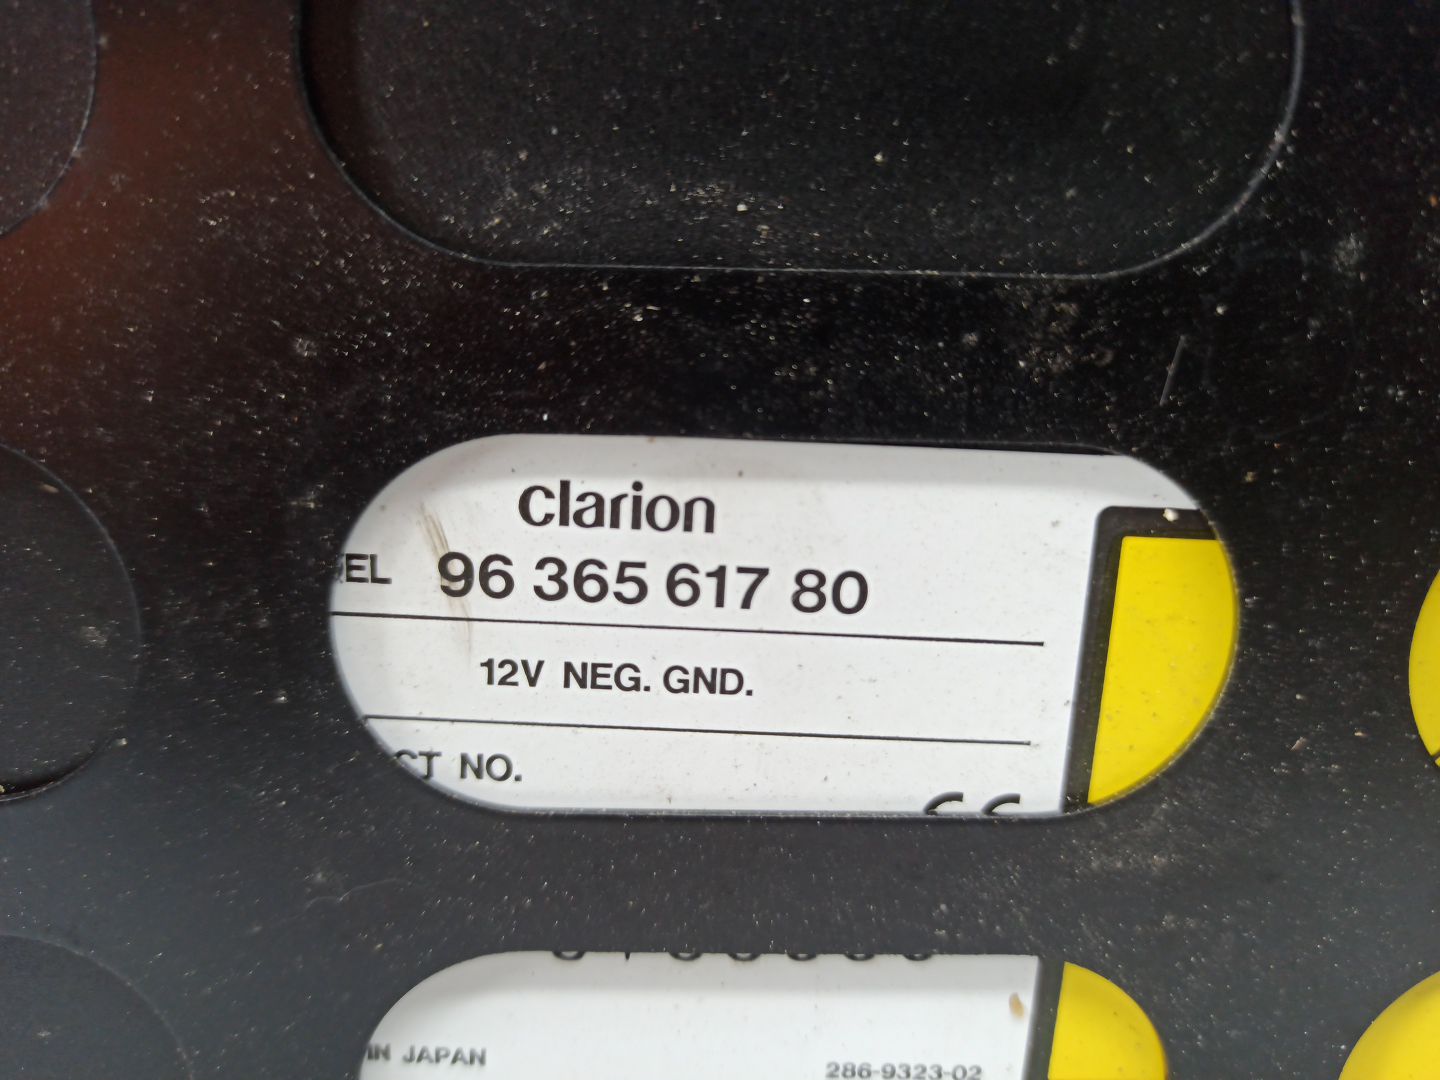 clarion
EL 96 365 617 80
12V NEG. GND.
CT NO.
IN JAPAN
286-9323-02